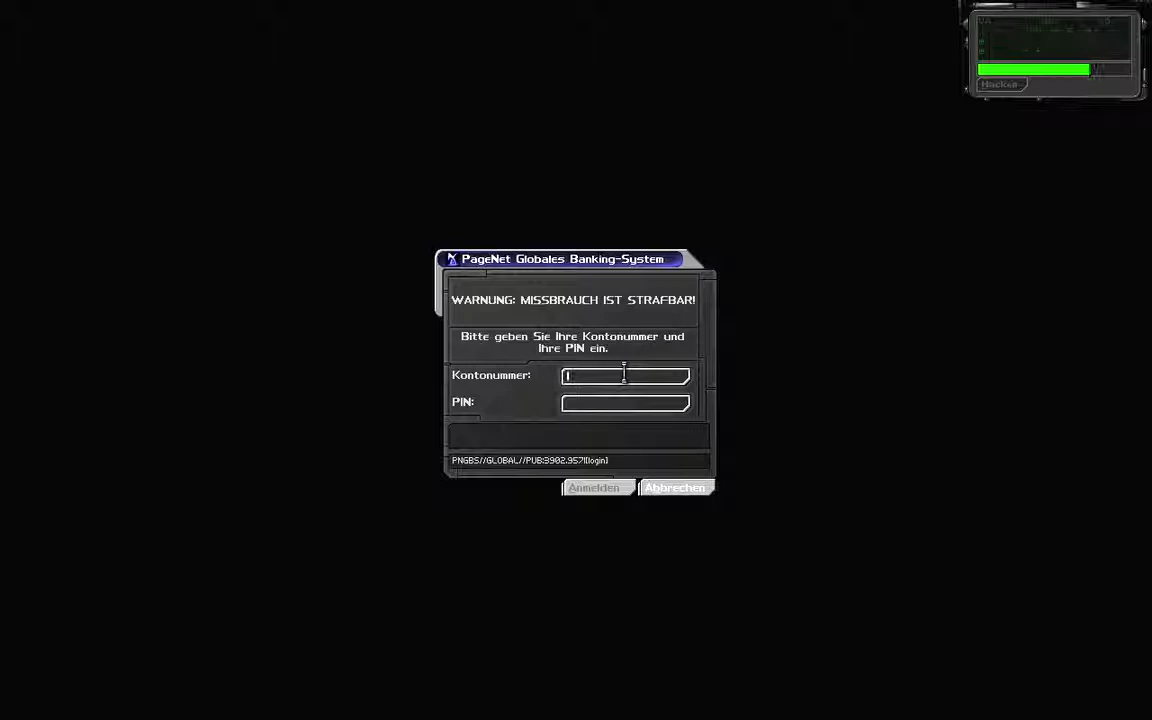 Hacken
PageNet Globales Banking-System
WARNUNG: MISSBRAUCH IST STRAFBAR!
Bitte geben Sie Ihre Kontonummer und
Ihre PIN ein.
Kontonummer:
PIN:
PNGBS//GLOBAL//PUB:3902.957[login]
Anmelden
Abbrechen